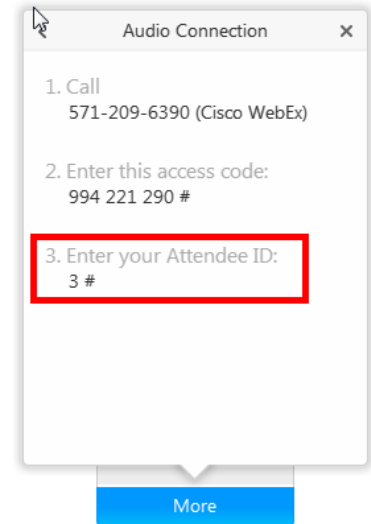 Audio Connection
1. Call
571-209-6390 (Cisco WebEx)
2. Enter this access code:
994 221 290 #
3. Enter your Attendee ID:
3 #
More